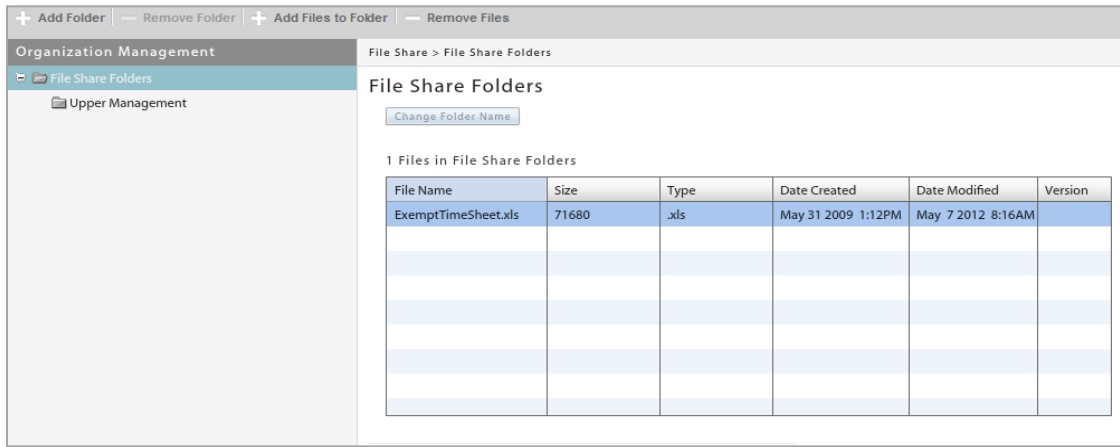 Add Folder Remove Folder Add Files to Folder Remove Files
Organization Management
File Share Folders
Upper Management
File Share > File Share Folders
File Share Folders
Change Folder Name
1 Files in File Share Folders
File Name Size Type Date Created Date Modified Version
ExemptTimeSheet.xls 71680 .xls May 31 2009 1:12PM May 7 2012 8:16AM